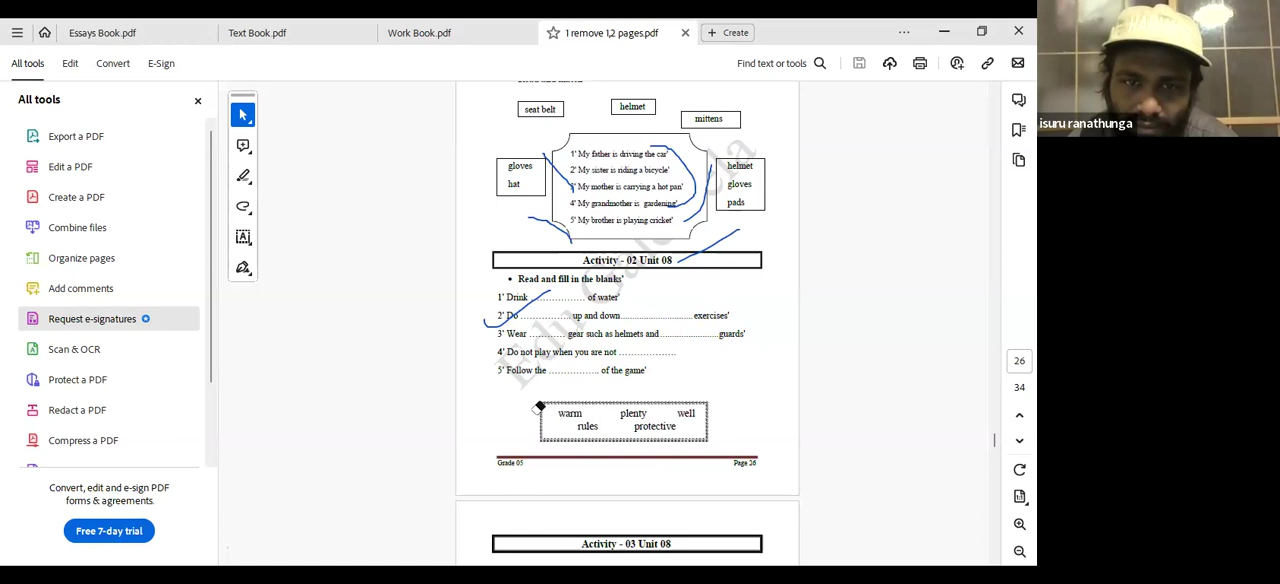 Essays Book.pdf
Text Book.pdf
Work Book.pdf
1 remove 1,2 pages.pdf
Create
All tools
Edit
Convert
E-Sign
Find text or tools
All tools
Export a PDF
Edit a PDF
Create a PDF
Combine files
Organize pages
Add comments
Request e-signatures
Scan & OCR
Protect a PDF
Redact a PDF
Compress a PDF
Convert, edit and e-sign PDF
forms & agreements.
Free 7-day trial
seat belt
helmet
mittens
gloves
hat
1' My father is driving the car'
2' My sister is riding a bicycle'
3' My mother is carrying a hot pan'
4' My grandmother is gardening'
5' My brother is playing cricket'
helmet
gloves
pads
Activity - 02 Unit 08
• Read and fill in the blanks'
1' Drink ……………. of water'
2' Do ……………. up and down……………………… exercises'
3' Wear ………… gear such as helmets and …………………guards'
4' Do not play when you are not ………………
5' Follow the …………….. of the game'
warm plenty well
rules protective
Grade 05 Page 26
Activity - 03 Unit 08
26
34
isuru ranathunga